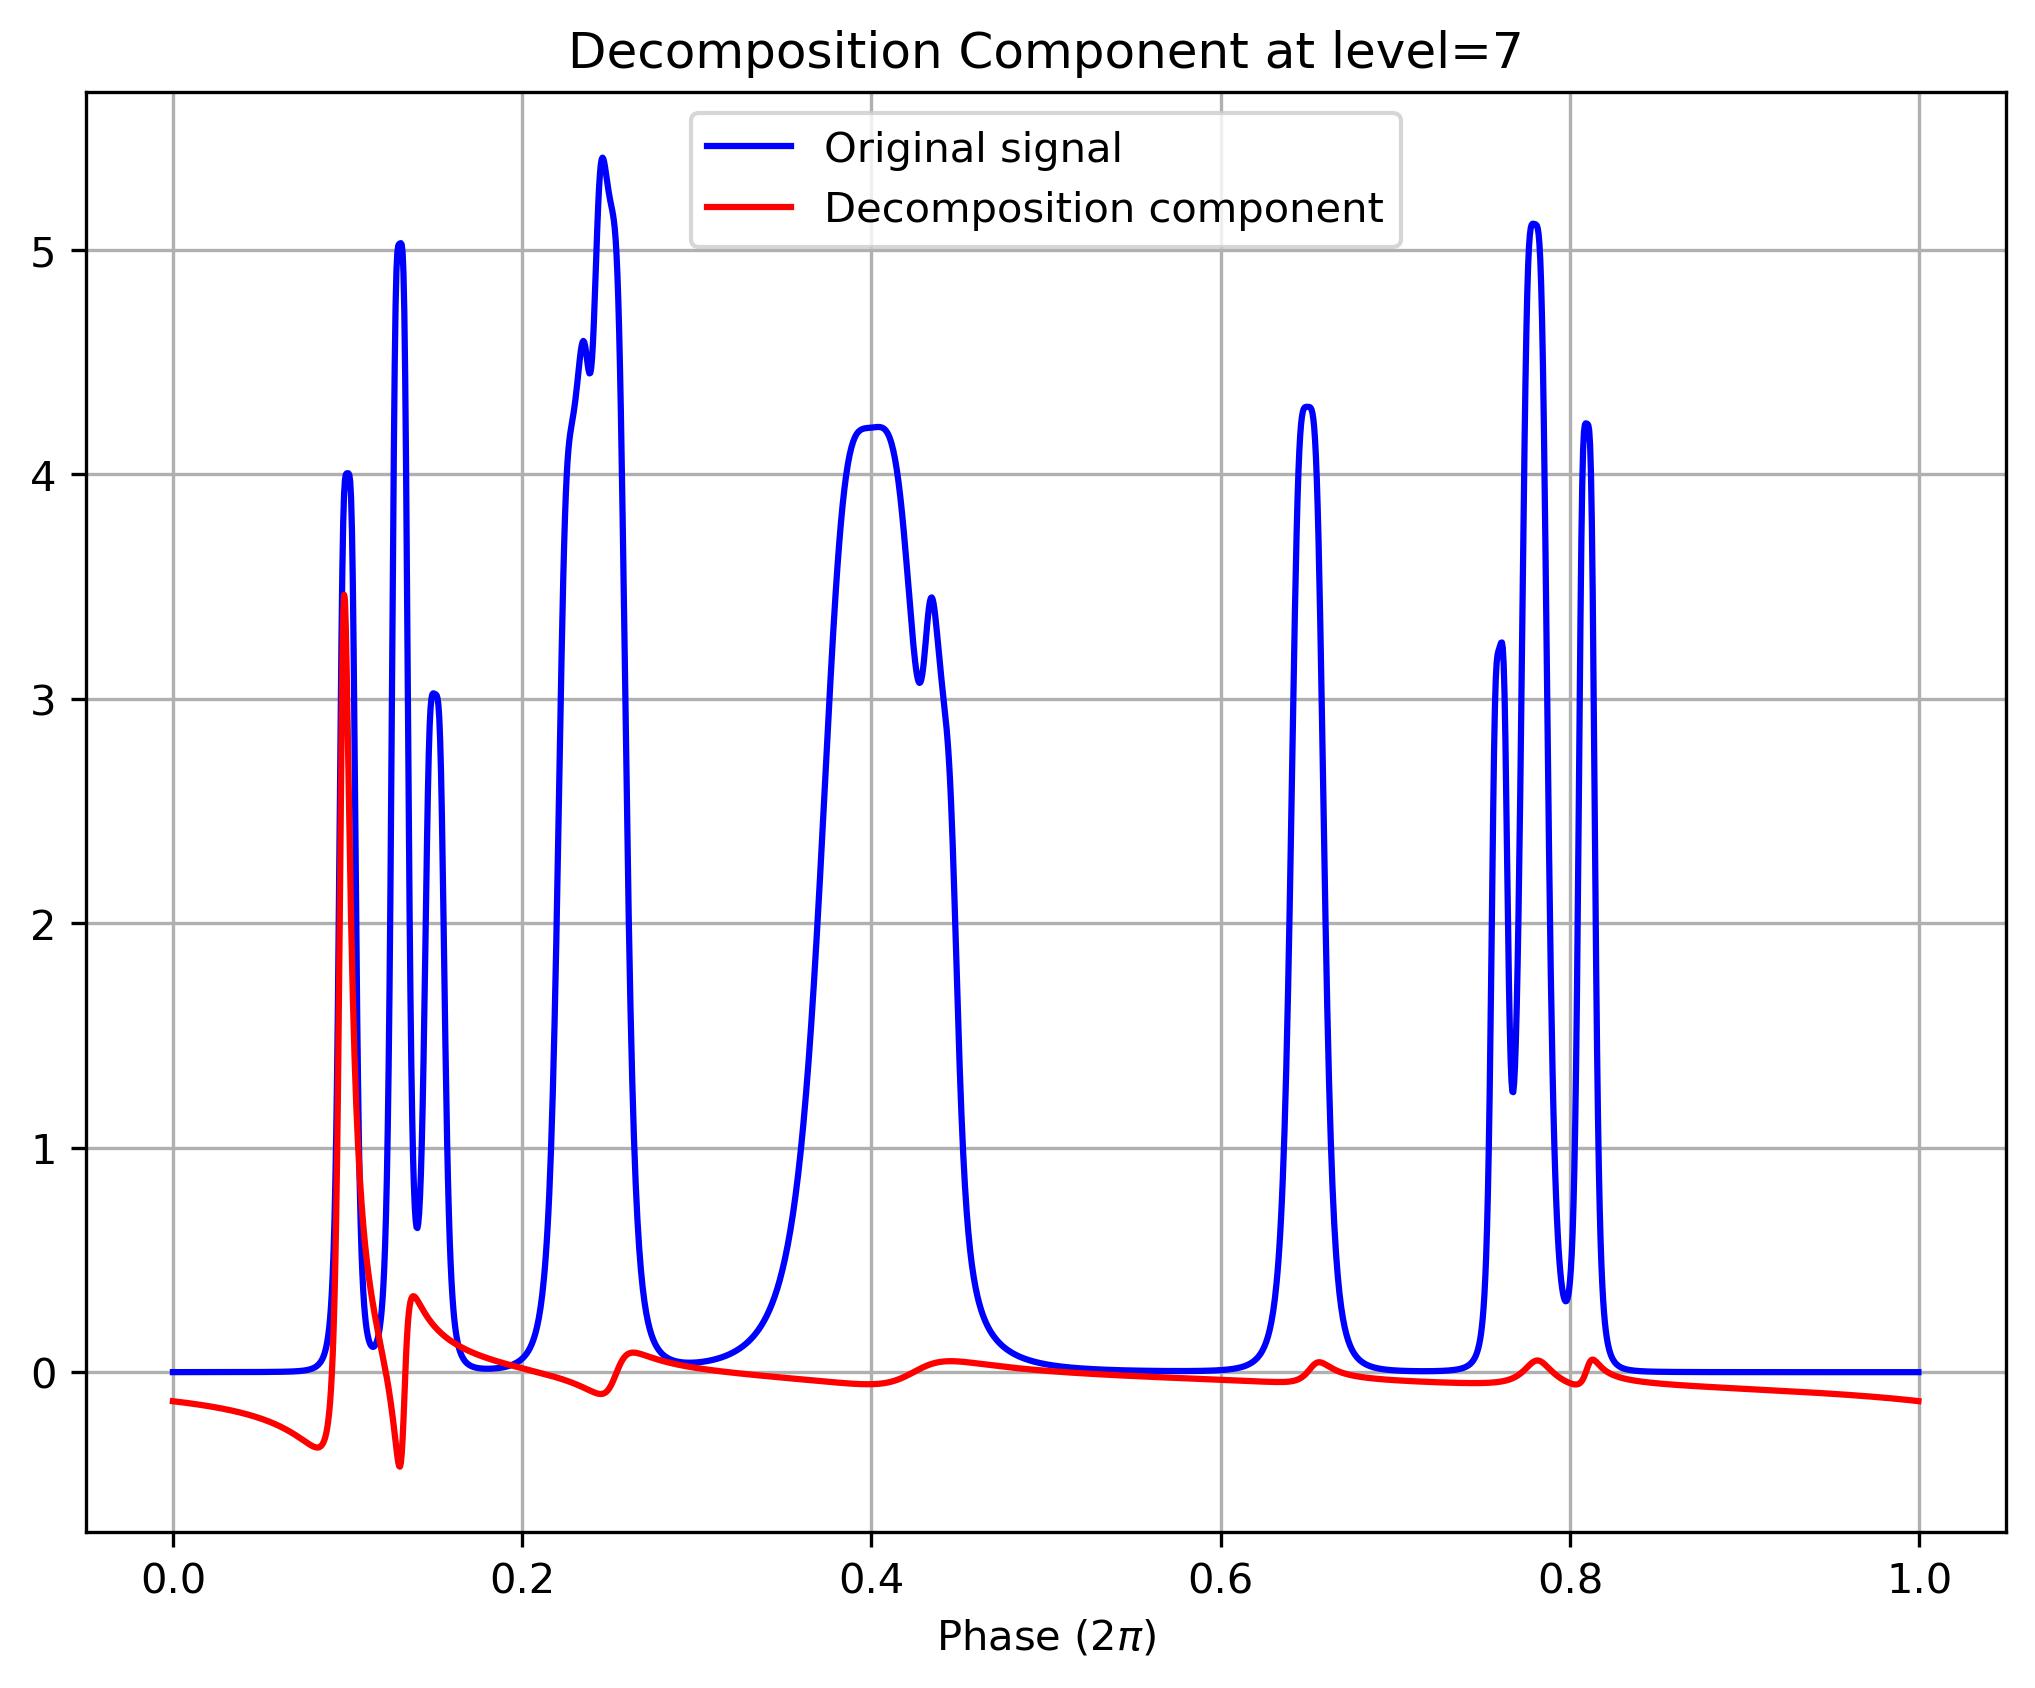 Decomposition Component at level=7
Original signal
Decomposition component
5
4
3
2
1
0
0.0 0.2 0.4 0.6 0.8 1.0
Phase (2π)